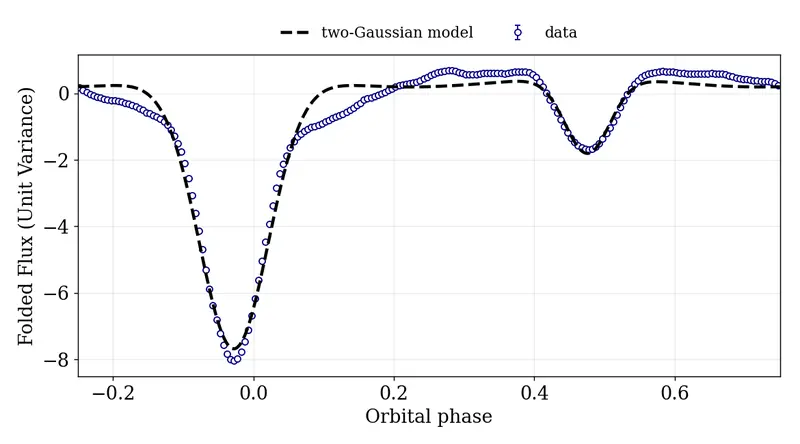 two-Gaussian model
data
Folded Flux (Unit Variance)
0
−2
−4
−6
−8
−0.2
0.0
0.2
0.4
0.6
Orbital phase